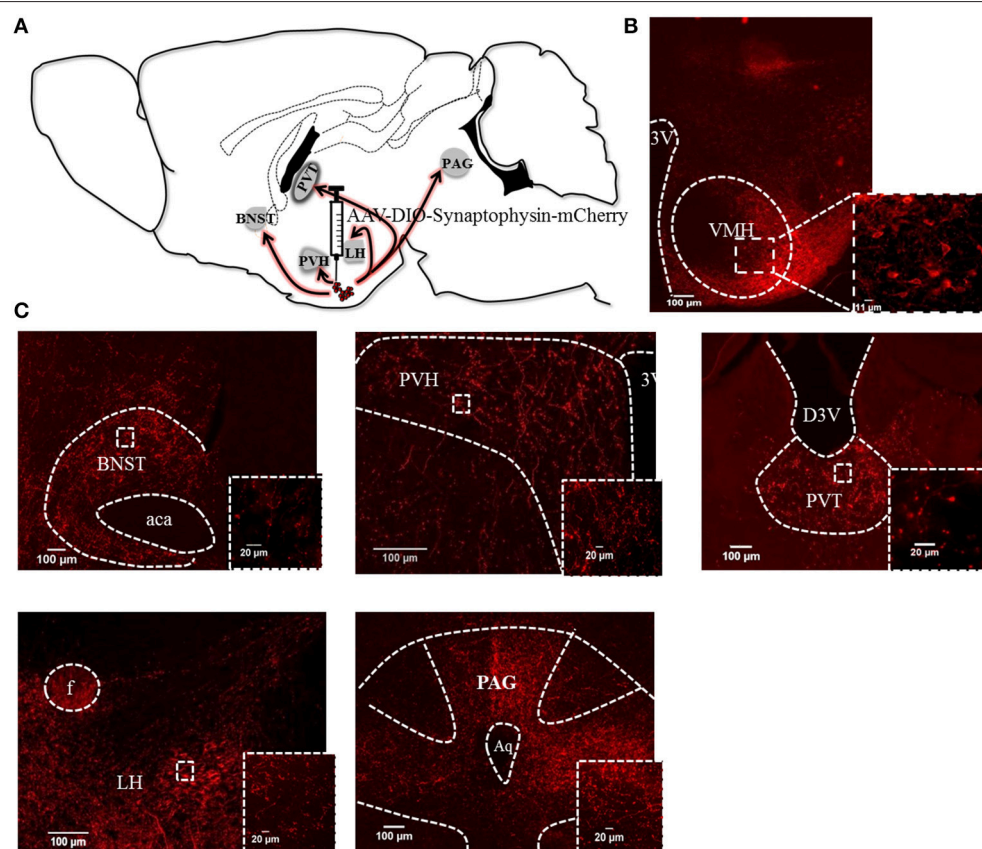 A
PVT
PAG
BNST
AAV-DIO-Synaptophysin-mCherry
PVH
LH
B
3V
VMH
100 µm
11 µm
C
BNST
aca
100 µm
20 µm
PVH
3V
100 µm
20 µm
D3V
PVT
100 µm
20 µm
f
LH
100 µm
20 µm
PAG
Aq
100 µm
20 µm